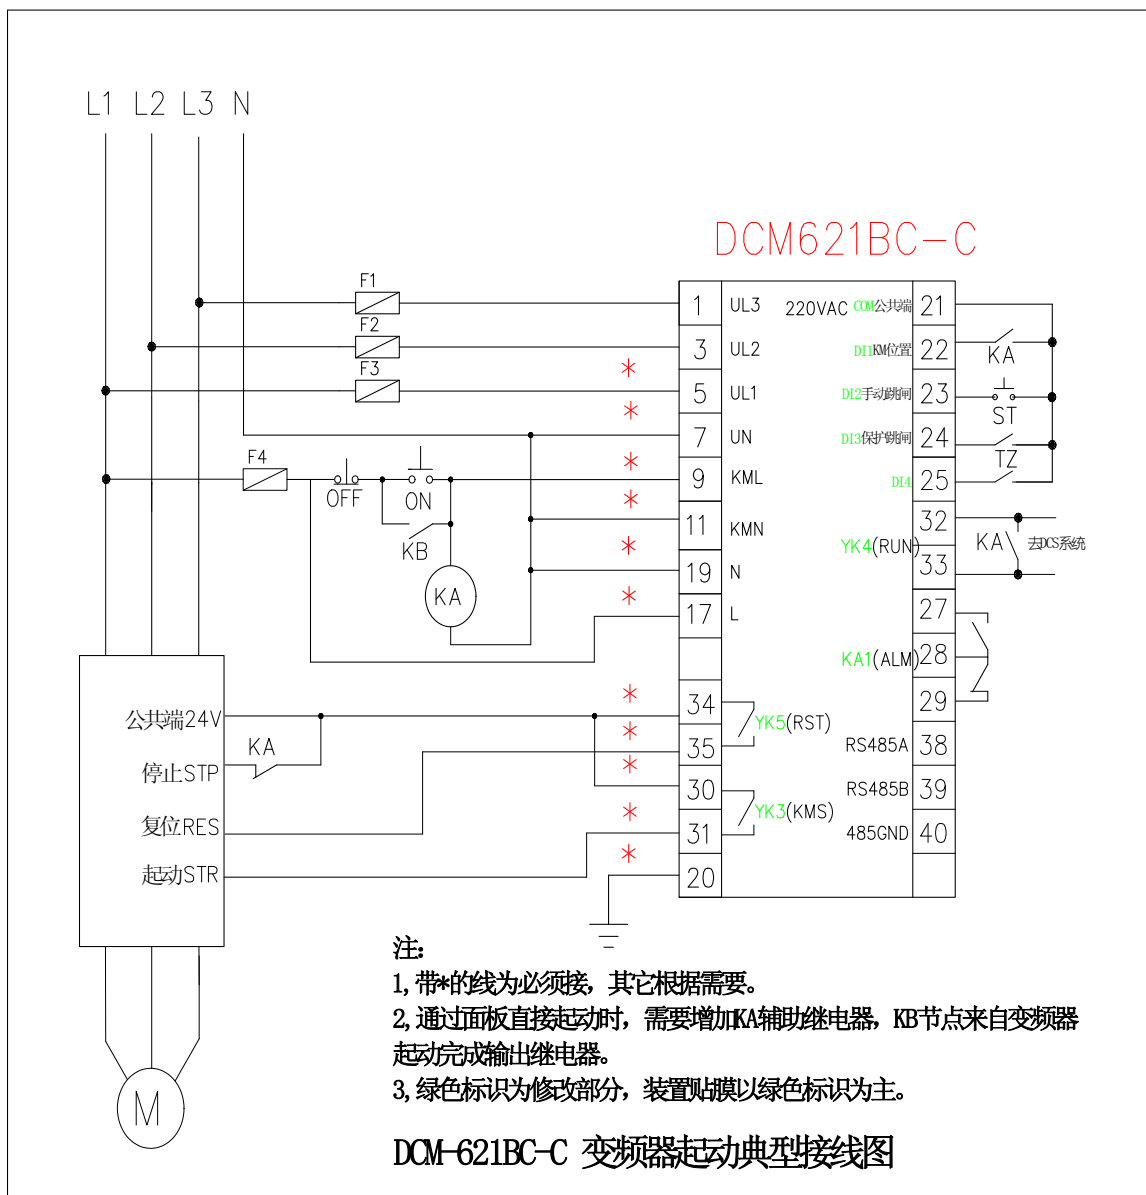 L1 L2 L3 N
DCM621BC-C
F1
F2
F3
F4
1 UL3
3 UL2
5 UL1
7 UN
9 KML
11 KMN
19 N
17 L
34
35
30
31
20
*
*
*
*
*
*
*
*
*
*
*
220VAC COM公共端 21
DI1KM位置 22
DI2手动跳闸 23
DI3保护跳闸 24
DI4 25
32
YK4(RUN)
33
27
KA1(ALM) 28
29
RS485A 38
RS485B 39
485GND 40
YK5(RST)
YK3(KMS)
KA
ST
TZ
KA 去DCS系统
OFF
ON
KB
KA
公共端24V
KA
停止STP
复位RES
起动STR
M
注:
1,带*的线为必须接，其它根据需要。
2,通过面板直接起动时，需要增加KA辅助继电器，KB节点来自变频器
起动完成输出继电器。
3,绿色标识为修改部分，装置贴膜以绿色标识为主。
DCM-621BC-C 变频器起动典型接线图